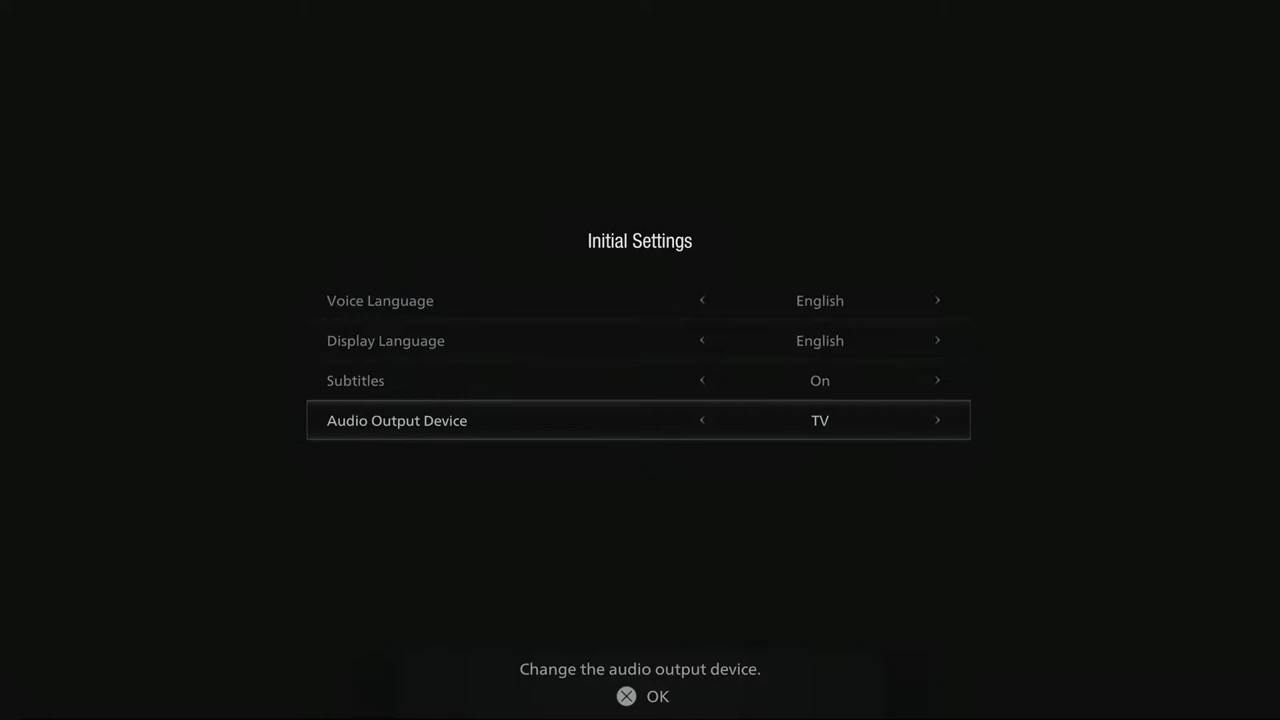 Initial Settings
Voice Language English
Display Language English
Subtitles On
Audio Output Device TV
Change the audio output device.
OK